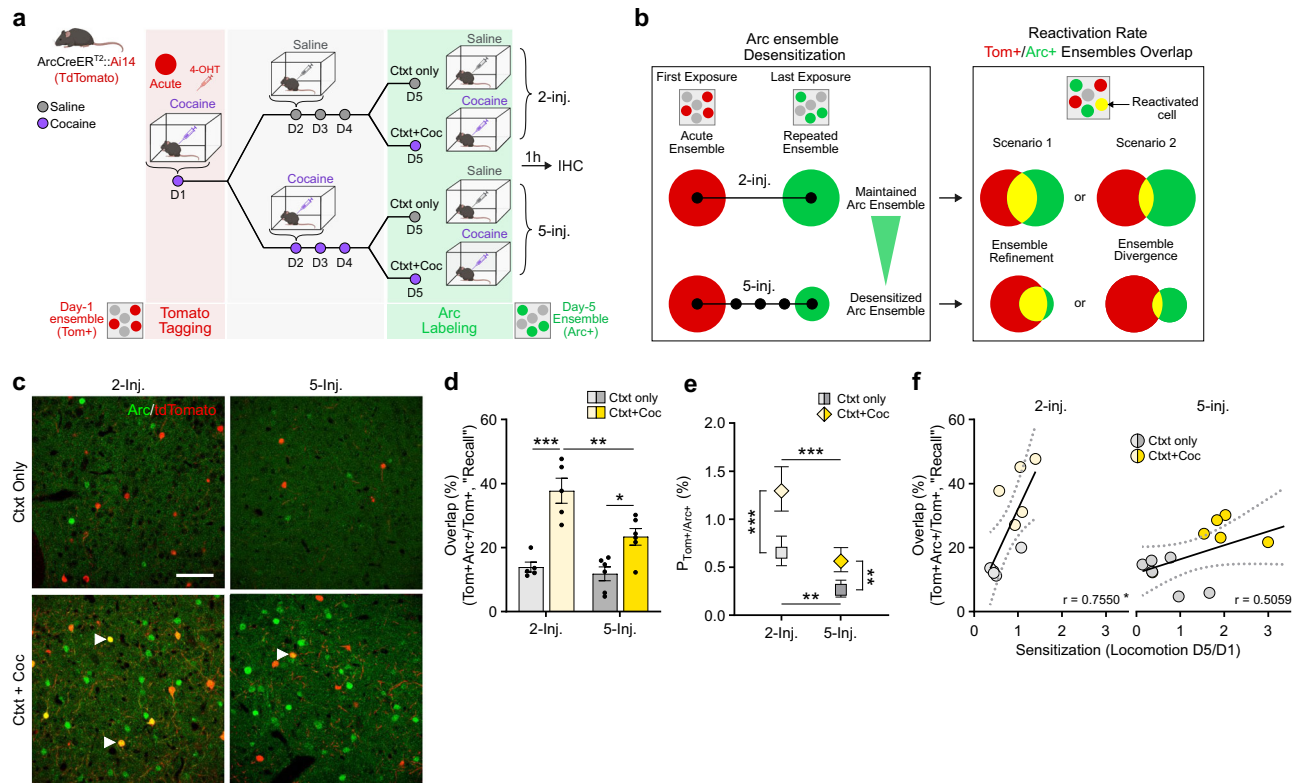 a
ArcCreERT2::Ai14
(TdTomato)
Saline
Cocaine
Acute
4-OHT
Cocaine
D1
Saline
D2 D3 D4
Cocaine
D2 D3 D4
Ctxt only
D5
Ctxt+Coc
D5
Ctxt only
D5
Ctxt+Coc
D5
Saline
Cocaine
Saline
Cocaine
2-inj.
1h
IHC
5-inj.
Day-1
ensemble
(Tom+)
Tomato
Tagging
Arc
Labeling
Day-5
Ensemble
(Arc+)
b
Arc ensemble
Desensitization
First Exposure
Last Exposure
Acute
Ensemble
Repeated
Ensemble
2-inj.
Maintained
Arc Ensemble
5-inj.
Desensitized
Arc Ensemble
Reactivation Rate
Tom+/Arc+ Ensembles Overlap
Reactivated
cell
Scenario 1
Scenario 2
or
Ensemble
Refinement
Ensemble
Divergence
or
c
2-Inj.
5-Inj.
Arc/tdTomato
Ctxt Only
Ctxt + Coc
d
Ctxt only
Ctxt+Coc
Overlap (%)
(Tom+Arc+/Tom+, "Recall")
60
40
20
0
***
**
*
2-Inj.
5-Inj.
e
Ctxt only
Ctxt+Coc
PTom+/Arc+ (%)
2.0
1.5
1.0
0.5
0.0
***
***
**
**
2-Inj.
5-Inj.
f
2-inj.
5-inj.
Ctxt only
Ctxt+Coc
Overlap (%)
(Tom+Arc+/Tom+, "Recall")
60
40
20
0
r = 0.7550 *
r = 0.5059
0 1 2 3
0 1 2 3
Sensitization (Locomotion D5/D1)